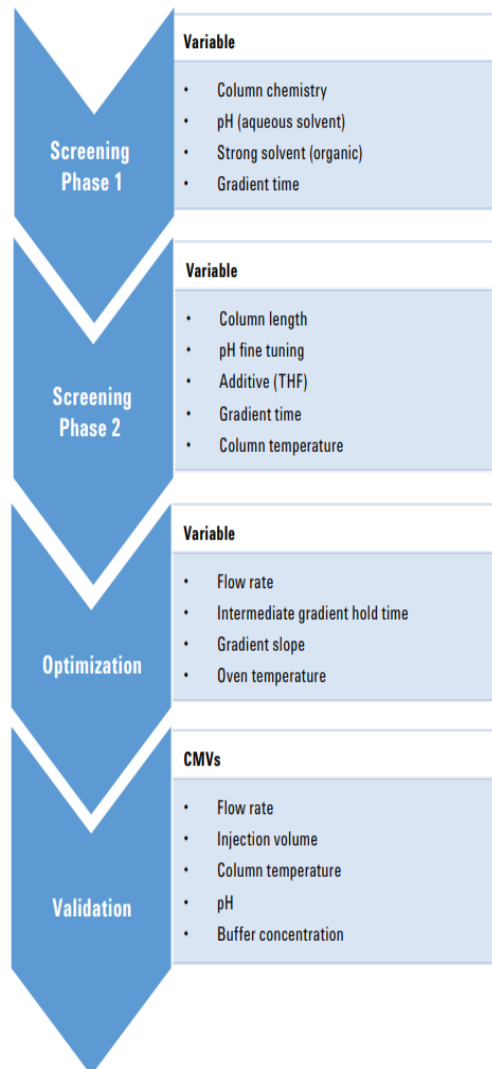 Screening
Phase 1
Variable
• Column chemistry
• pH (aqueous solvent)
• Strong solvent (organic)
• Gradient time
Screening
Phase 2
Variable
• Column length
• pH fine tuning
• Additive (THF)
• Gradient time
• Column temperature
Optimization
Variable
• Flow rate
• Intermediate gradient hold time
• Gradient slope
• Oven temperature
Validation
CMVs
• Flow rate
• Injection volume
• Column temperature
• pH
• Buffer concentration